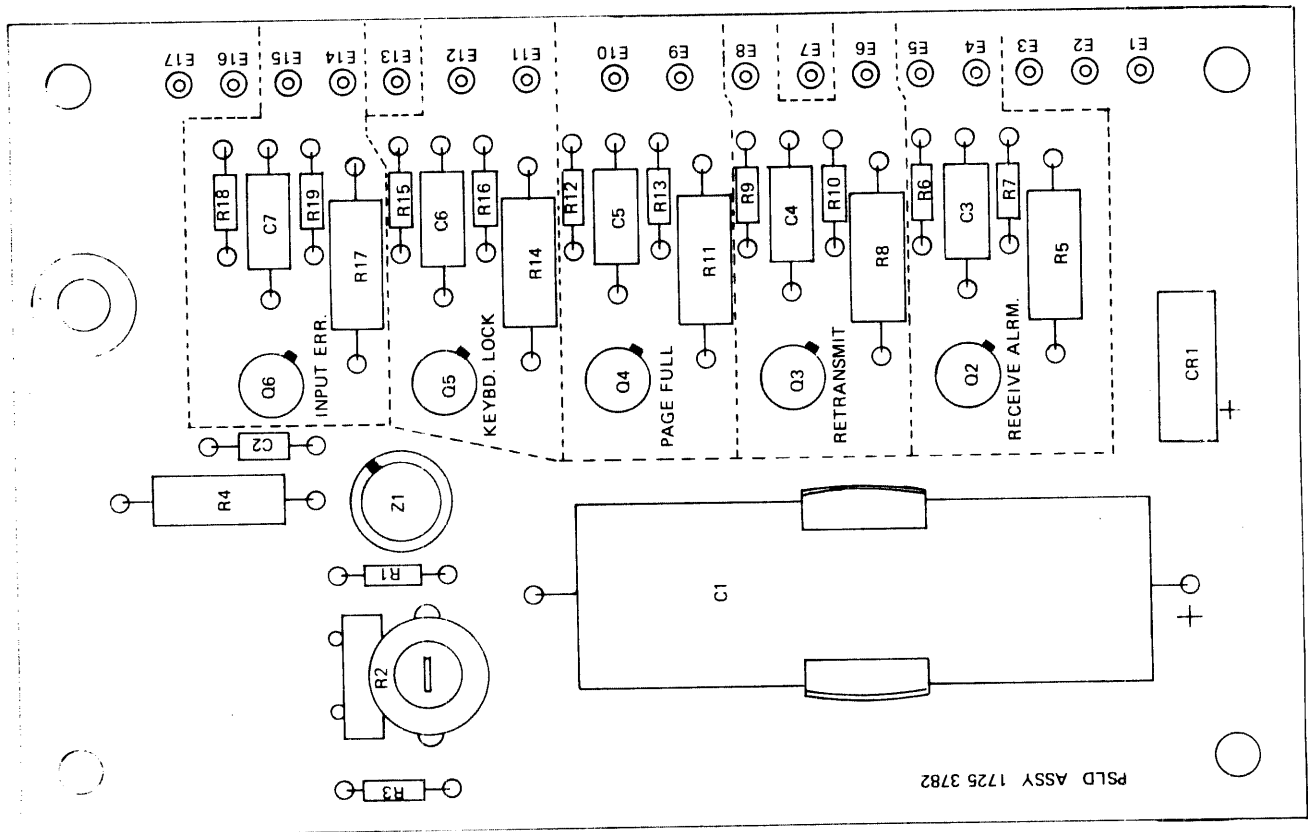 E17 E16 E15 E14 E13 E12 E11 E10 E9 E8 E7 E6 E5 E4 E3 E2 E1
R18 C7 R19 R17 R15 C6 R16 R14 R12 C5 R13 R11 R9 C4 R10 R8 R6 C3 R7 R5
Q6 INPUT ERR.
Q5 KEYBD. LOCK
Q4 PAGE FULL
Q3 RETRANSMIT
Q2 RECEIVE ALRM.
CR1
+
C2
R4
Z1
R1
C1
+
R2
R3
PSLD ASSY 1725 3782